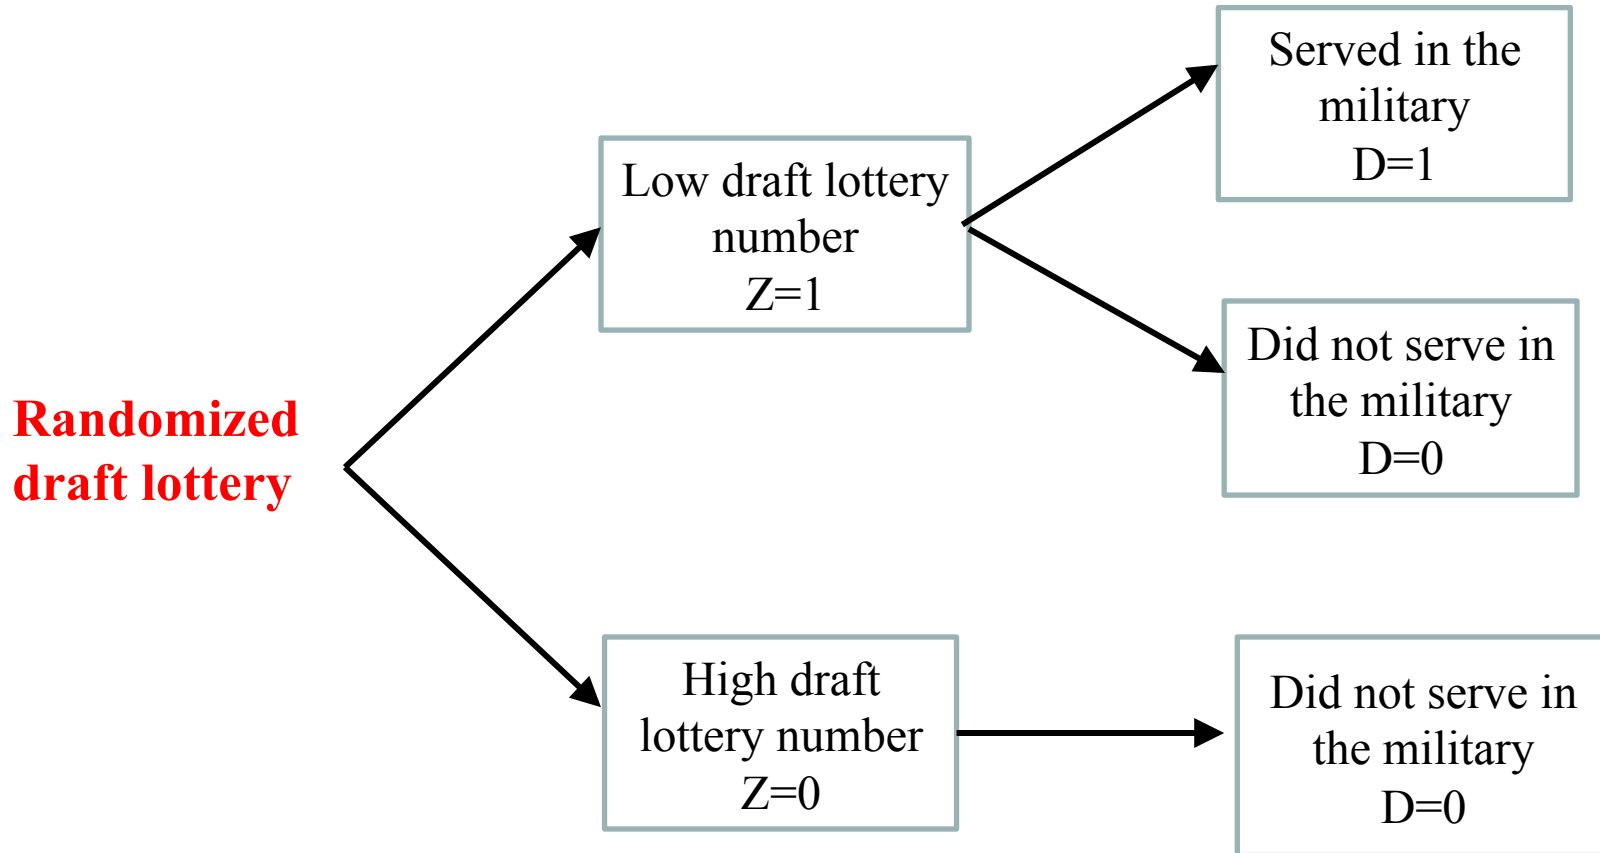 Randomized
draft lottery
Low draft lottery
number
Z=1
Served in the
military
D=1
Did not serve in
the military
D=0
High draft
lottery number
Z=0
Did not serve in
the military
D=0